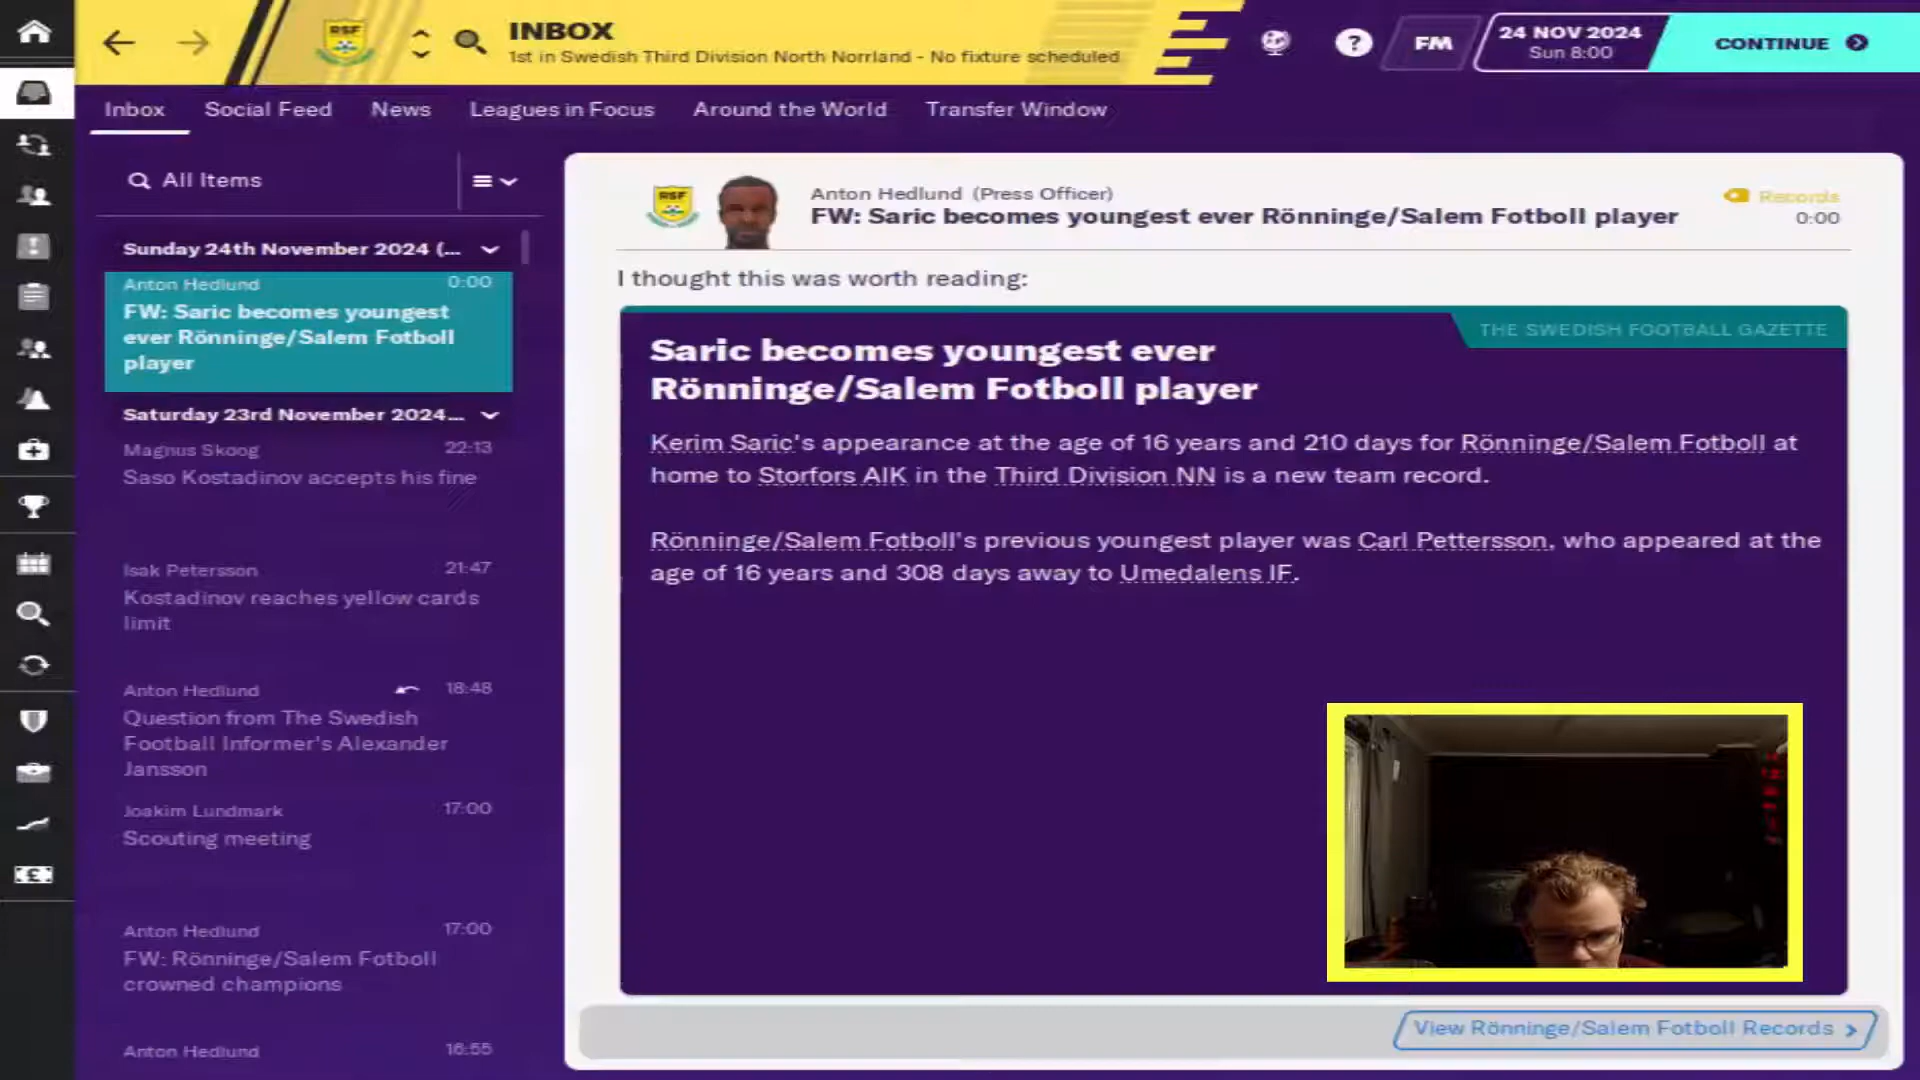 RSF
INBOX
1st in Swedish Third Division North Norrland - No fixture scheduled
?
FM
24 NOV 2024
Sun 8:00
CONTINUE
Inbox
Social Feed
News
Leagues in Focus
Around the World
Transfer Window
All Items
Sunday 24th November 2024 (...
Anton Hedlund
0:00
FW: Saric becomes youngest
ever Rönninge/Salem Fotboll
player
Saturday 23rd November 2024...
Magnus Skoog
22:13
Saso Kostadinov accepts his fine
Isak Petersson
21:47
Kostadinov reaches yellow cards
limit
Anton Hedlund
18:48
Question from The Swedish
Football Informer's Alexander
Jansson
Joakim Lundmark
17:00
Scouting meeting
Anton Hedlund
17:00
FW: Rönninge/Salem Fotboll
crowned champions
Anton Hedlund
16:55
RSF
Anton Hedlund (Press Officer)
FW: Saric becomes youngest ever Rönninge/Salem Fotboll player
Records
0:00
I thought this was worth reading:
THE SWEDISH FOOTBALL GAZETTE
Saric becomes youngest ever
Rönninge/Salem Fotboll player
Kerim Saric's appearance at the age of 16 years and 210 days for Rönninge/Salem Fotboll at
home to Storfors AIK in the Third Division NN is a new team record.
Rönninge/Salem Fotboll's previous youngest player was Carl Pettersson, who appeared at the
age of 16 years and 308 days away to Umedalens IF.
View Rönninge/Salem Fotboll Records >